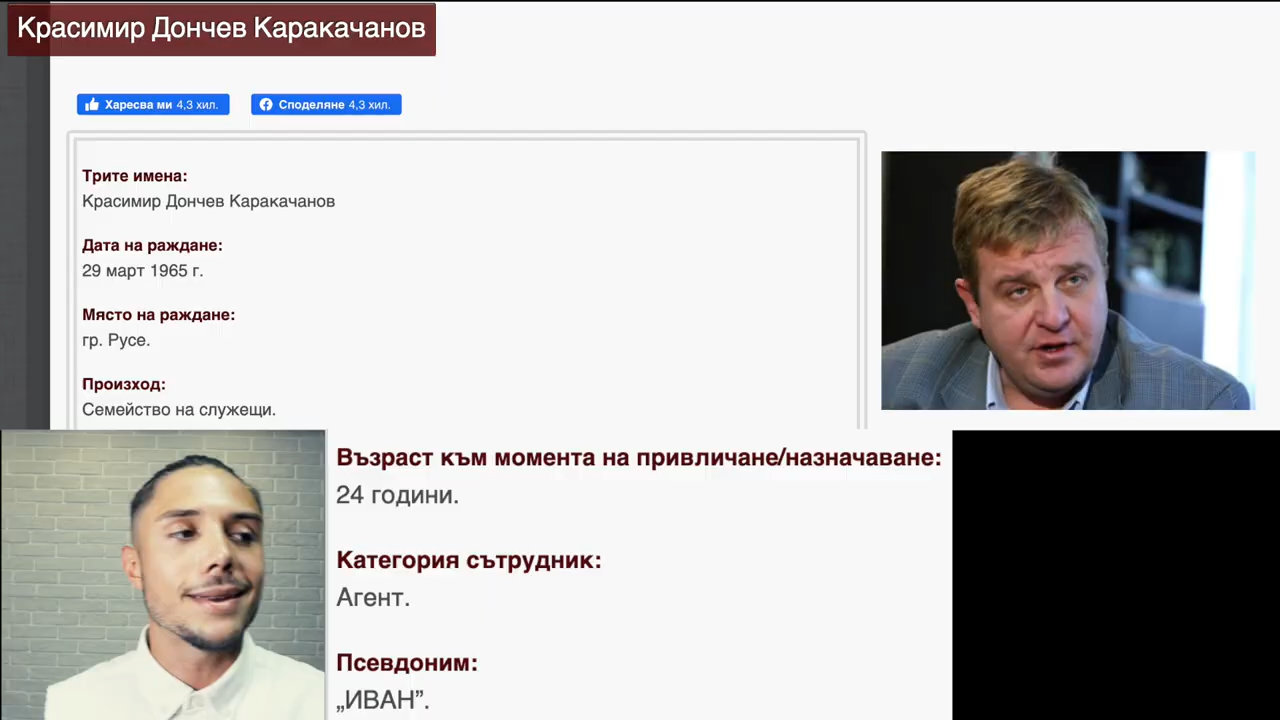 Красимир Дончев Каракачанов
Харесва ми 4,3 хил.
Споделяне 4,3 хил.
Трите имена:
Красимир Дончев Каракачанов
Дата на раждане:
29 март 1965 г.
Място на раждане:
гр. Русе.
Произход:
Семейство на служещи.
Възраст към момента на привличане/назначаване:
24 години.
Категория сътрудник:
Агент.
Псевдоним:
„ИВАН”.